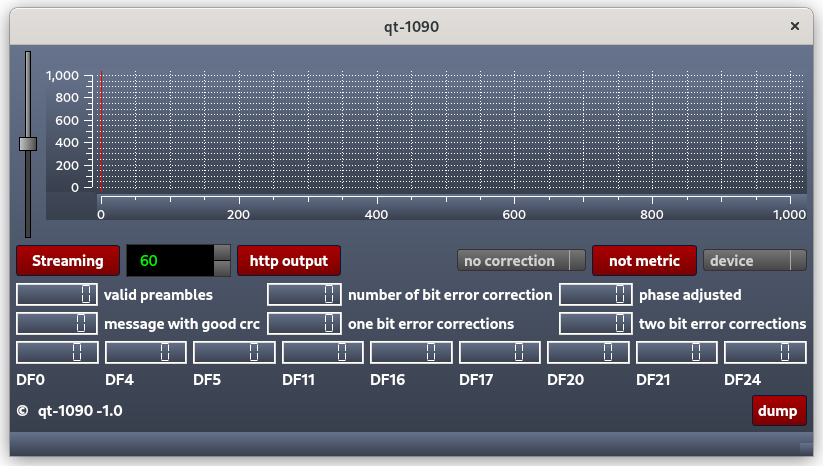 qt-1090 ×
1,000
800
600
400
200
0
0 200 400 600 800 1,000
Streaming 60 http output no correction not metric device
0 valid preambles 0 number of bit error correction 0 phase adjusted
0 message with good crc 0 one bit error corrections 0 two bit error corrections
0 0 0 0 0 0 0 0 0
DF0 DF4 DF5 DF11 DF16 DF17 DF20 DF21 DF24
© qt-1090 -1.0 dump